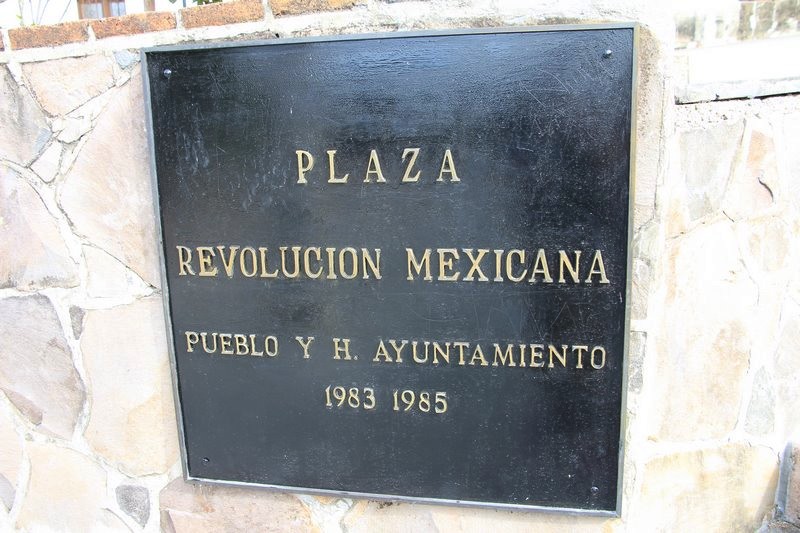 PLAZA
REVOLUCION MEXICANA
PUEBLO Y H. AYUNTAMIENTO
1983 1985